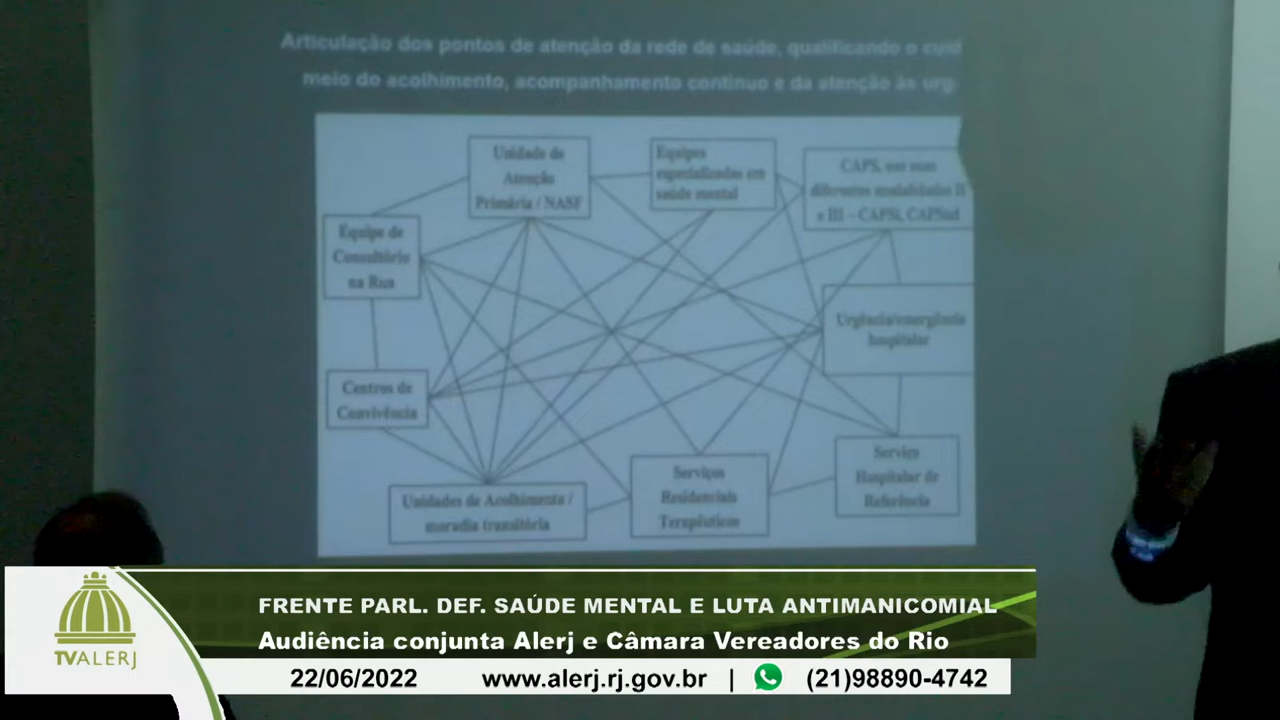 Articulação dos pontos de atenção da rede de saúde, qualificando o cuid
meio do acolhimento, acompanhamento contínuo e da atenção às urg
Unidade de
Atenção
Primária / NASF
Equipes
especializadas em
saúde mental
CAPS, nas suas
diferentes modalidades II
e III – CAPSi, CAPSad
Equipe de
Consultório
na Rua
Urgência/emergência
hospitalar
Centros de
Convivência
Unidades de Acolhimento /
moradia transitória
Serviços
Residenciais
Terapêuticos
Serviço
Hospitalar de
Referência
FRENTE PARL. DEF. SAÚDE MENTAL E LUTA ANTIMANICOMIAL
Audiência conjunta Alerj e Câmara Vereadores do Rio
TVALERJ
22/06/2022 www.alerj.rj.gov.br | (21)98890-4742